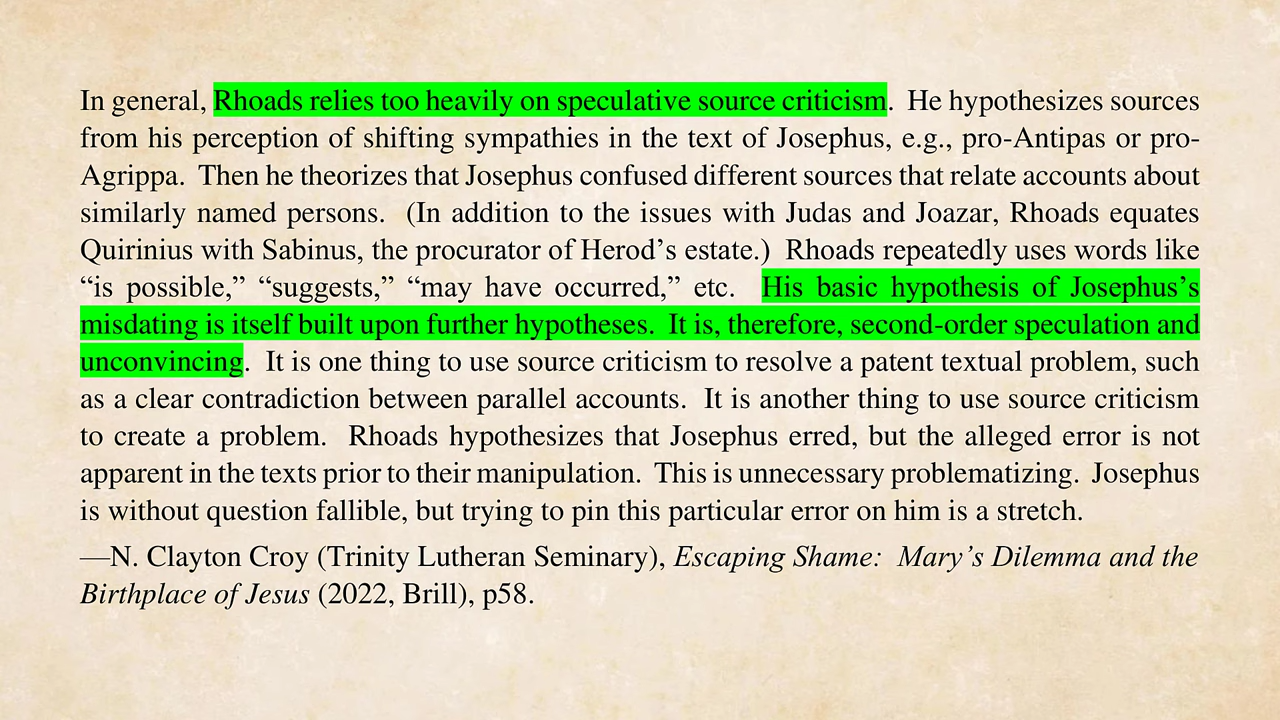 In general, Rhoads relies too heavily on speculative source criticism. He hypothesizes sources
from his perception of shifting sympathies in the text of Josephus, e.g., pro-Antipas or pro-
Agrippa. Then he theorizes that Josephus confused different sources that relate accounts about
similarly named persons. (In addition to the issues with Judas and Joazar, Rhoads equates
Quirinius with Sabinus, the procurator of Herod’s estate.) Rhoads repeatedly uses words like
“is possible,” “suggests,” “may have occurred,” etc. His basic hypothesis of Josephus’s
misdating is itself built upon further hypotheses. It is, therefore, second-order speculation and
unconvincing. It is one thing to use source criticism to resolve a patent textual problem, such
as a clear contradiction between parallel accounts. It is another thing to use source criticism
to create a problem. Rhoads hypothesizes that Josephus erred, but the alleged error is not
apparent in the texts prior to their manipulation. This is unnecessary problematizing. Josephus
is without question fallible, but trying to pin this particular error on him is a stretch.
—N. Clayton Croy (Trinity Lutheran Seminary), Escaping Shame: Mary’s Dilemma and the
Birthplace of Jesus (2022, Brill), p58.